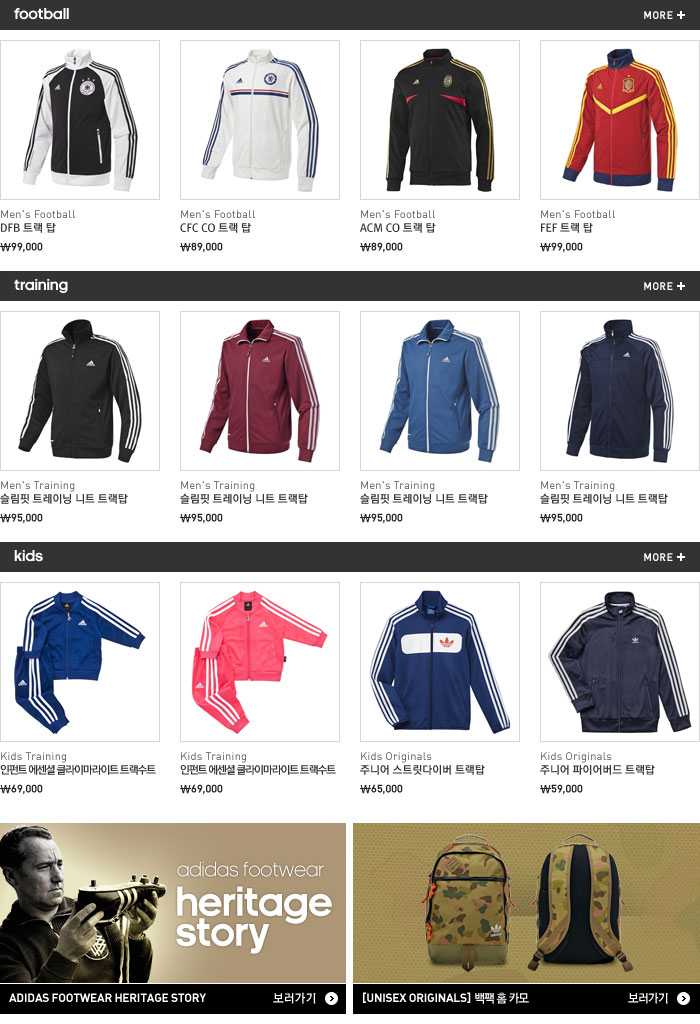 football
MORE +
Men's Football
DFB 트랙 탑
₩99,000
Men's Football
CFC CO 트랙 탑
₩89,000
Men's Football
ACM CO 트랙 탑
₩89,000
Men's Football
FEF 트랙 탑
₩99,000
training
MORE +
Men's Training
슬림핏 트레이닝 니트 트랙탑
₩95,000
Men's Training
슬림핏 트레이닝 니트 트랙탑
₩95,000
Men's Training
슬림핏 트레이닝 니트 트랙탑
₩95,000
Men's Training
슬림핏 트레이닝 니트 트랙탑
₩95,000
kids
MORE +
Kids Training
인펀트 에센셜 클라이마라이트 트랙수트
₩69,000
Kids Training
인펀트 에센셜 클라이마라이트 트랙수트
₩69,000
Kids Originals
주니어 스트릿다이버 트랙탑
₩65,000
Kids Originals
주니어 파이어버드 트랙탑
₩59,000
adidas footwear
heritage
story
ADIDAS FOOTWEAR HERITAGE STORY
보러가기
[UNISEX ORIGINALS] 백팩 홈 카모
보러가기